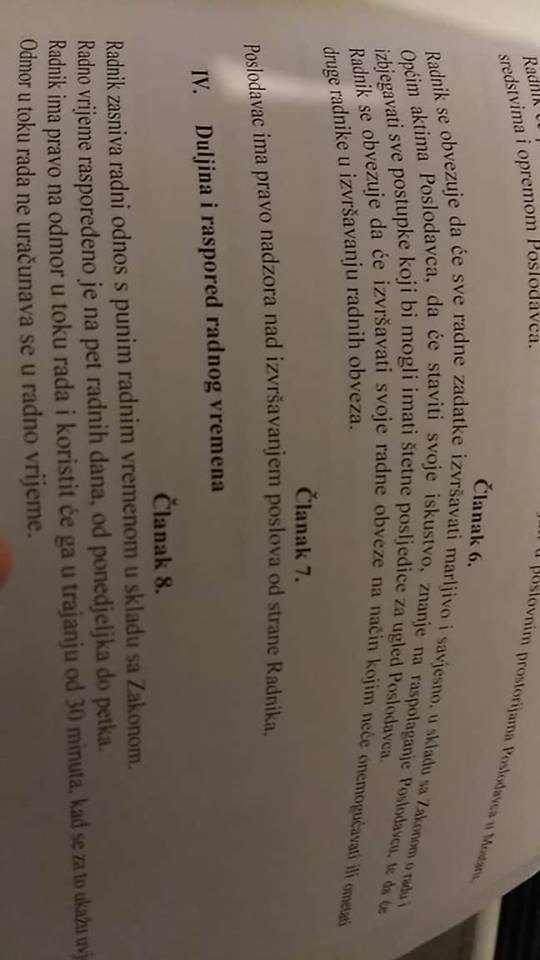 Radnik će
u poslovnim prostorijama Poslodavca u Mostaru,
sredstvima i opremom Poslodavca.
Članak 6.
Radnik se obvezuje da će sve radne zadatke izvršavati marljivo i savjesno, u skladu sa Zakonom o radu i
Općim aktima Poslodavca, da će staviti svoje iskustvo, znanje na raspolaganje Poslodavcu, te da će
izbjegavati sve postupke koji bi mogli imati štetne posljedice za ugled Poslodavca.
Radnik se obvezuje da će izvršavati svoje radne obveze na način kojim neće onemogućavati ili ometati
druge radnike u izvršavanju radnih obveza.
Članak 7.
Poslodavac ima pravo nadzora nad izvršavanjem poslova od strane Radnika.
IV. Duljina i raspored radnog vremena
Članak 8.
Radnik zasniva radni odnos s punim radnim vremenom u skladu sa Zakonom.
Radno vrijeme raspoređeno je na pet radnih dana, od ponedjeljka do petka.
Radnik ima pravo na odmor u toku rada i koristit će ga u trajanju od 30 minuta, kad se za to ukažu
Odmor u toku rada ne uračunava se u radno vrijeme.